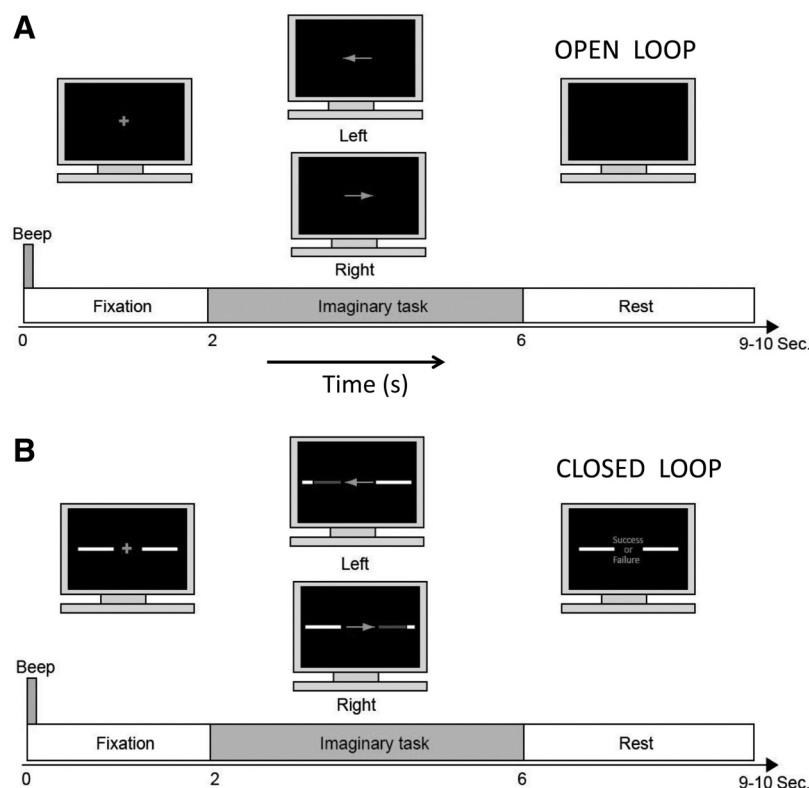 A
OPEN LOOP
Left
Right
Beep
Fixation
Imaginary task
Rest
0
2
6
9-10 Sec.
Time (s)
B
CLOSED LOOP
Success
or
Failure
Left
Right
Beep
Fixation
Imaginary task
Rest
0
2
6
9-10 Sec.